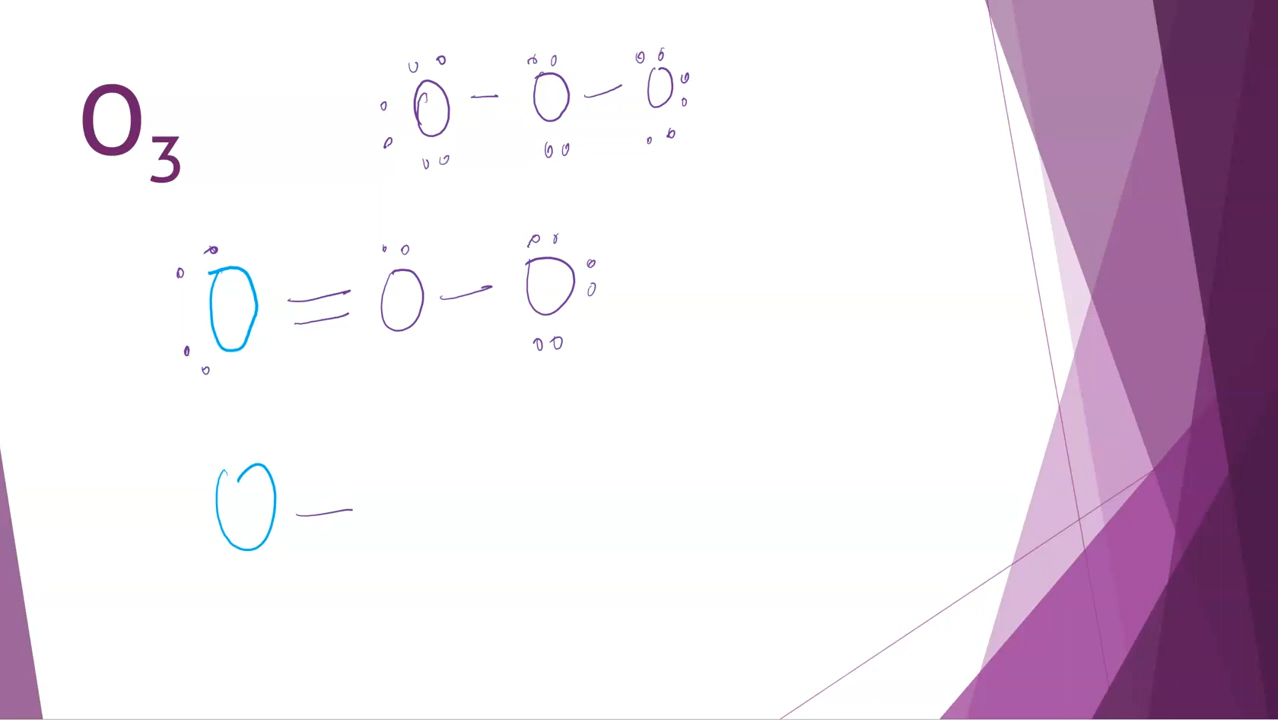 O₃
O — O — O
O = O — O
O —